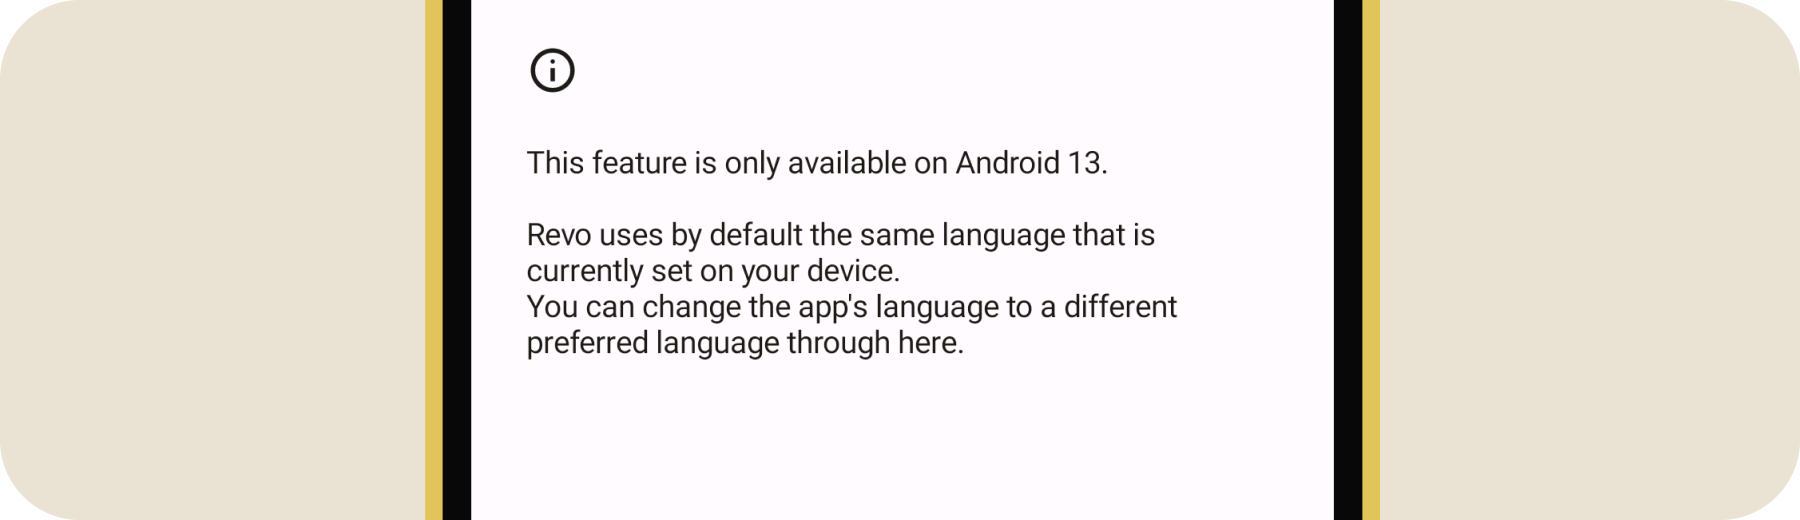 This feature is only available on Android 13.
Revo uses by default the same language that is
currently set on your device.
You can change the app's language to a different
preferred language through here.